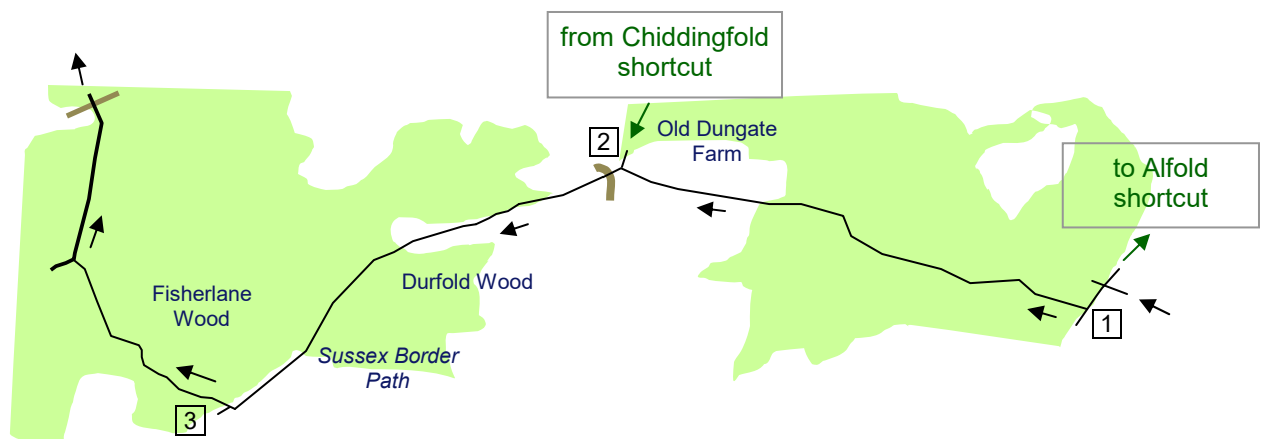 from Chiddingfold
shortcut
2
Old Dungate
Farm
to Alfold
shortcut
Durfold Wood
Fisherlane
Wood
1
Sussex Border
Path
3